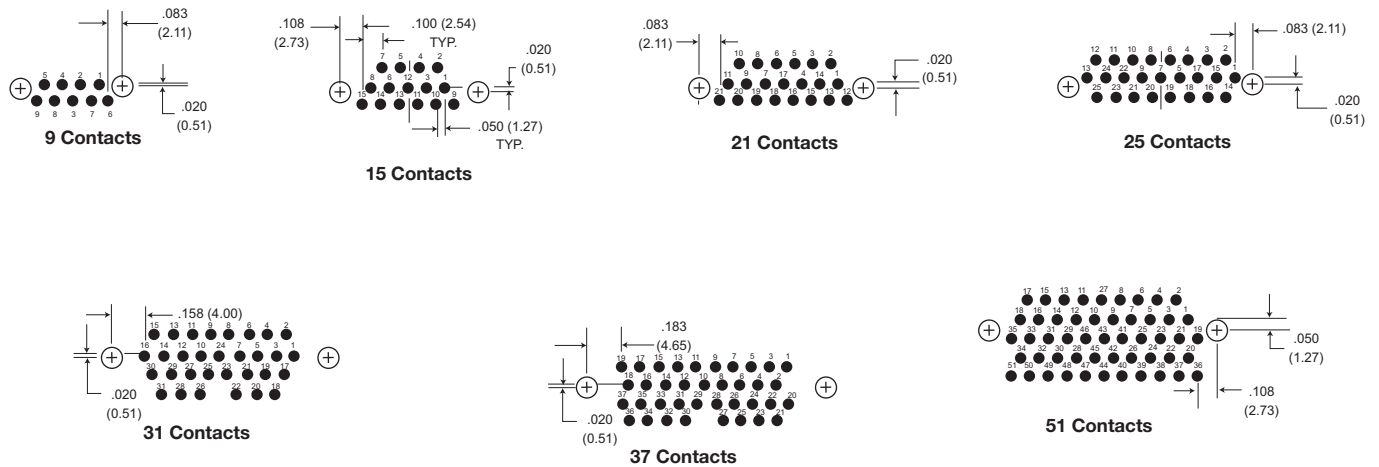 .083
(2.11)
5 4 2 1
9 8 3 7 6
.020
(0.51)
9 Contacts
.108
(2.73)
.100 (2.54)
TYP.
.020
(0.51)
7 5 4 2
8 6 12 3 1
15 14 13 11 10 9
.050 (1.27)
TYP.
15 Contacts
.083
(2.11)
.020
(0.51)
10 8 6 5 3 2
11 9 7 17 4 14 1
21 20 19 18 16 15 13 12
21 Contacts
.083 (2.11)
12 11 10 8 6 4 3 2
13 24 22 9 7 5 17 15 1
25 23 21 20 19 18 16 14
.020
(0.51)
25 Contacts
.158 (4.00)
15 13 11 9 8 6 4 2
16 14 12 10 24 7 5 3 1
30 29 27 25 23 21 19 17
31 28 26 22 20 18
.020
(0.51)
31 Contacts
.183
(4.65)
19 17 15 13 11 9 7 5 3 1
18 16 14 12 10 8 6 4 2
37 35 33 31 29 28 26 24 22 20
36 34 32 30 27 25 23 21
.020
(0.51)
37 Contacts
17 15 13 11 27 8 6 4 2
18 16 14 12 10 9 7 5 3 1
35 33 31 29 46 43 41 25 23 21 19
34 32 30 28 45 42 26 24 22 20
51 50 49 48 47 44 40 39 38 37 36
.050
(1.27)
.108
(2.73)
51 Contacts